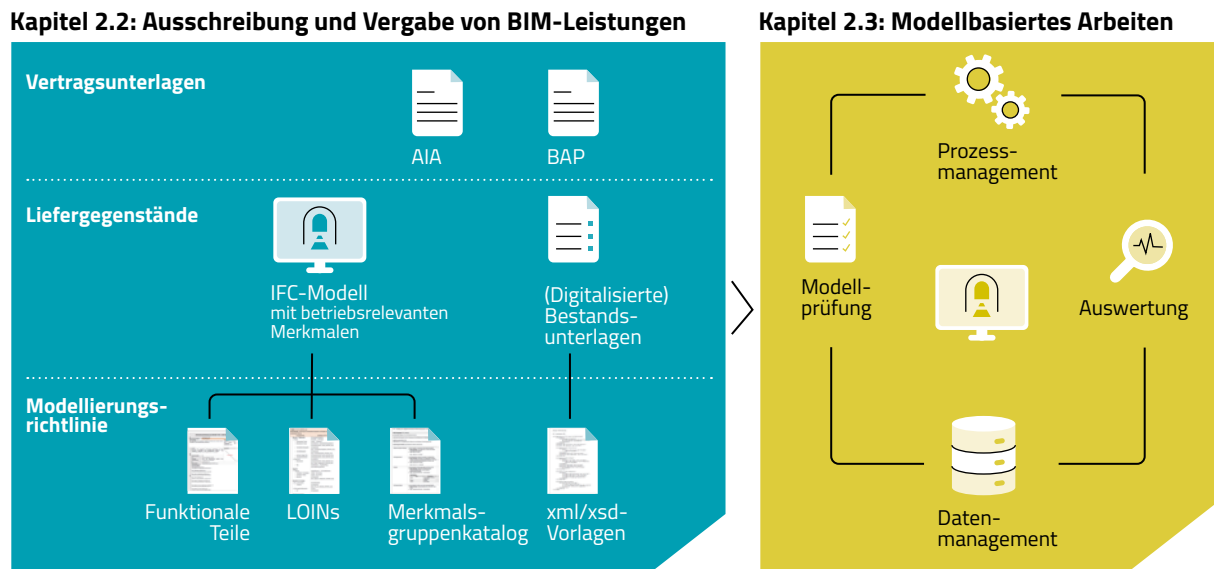 Kapitel 2.2: Ausschreibung und Vergabe von BIM-Leistungen
Vertragsunterlagen
AIA
BAP
Liefergegenstände
IFC-Modell
mit betriebsrelevanten
Merkmalen
(Digitalisierte)
Bestands-
unterlagen
Modellierungs-
richtlinie
Funktionale
Teile
LOINs
Merkmals-
gruppenkatalog
xml/xsd-
Vorlagen
Kapitel 2.3: Modellbasiertes Arbeiten
Prozess-
management
Modell-
prüfung
Auswertung
Daten-
management